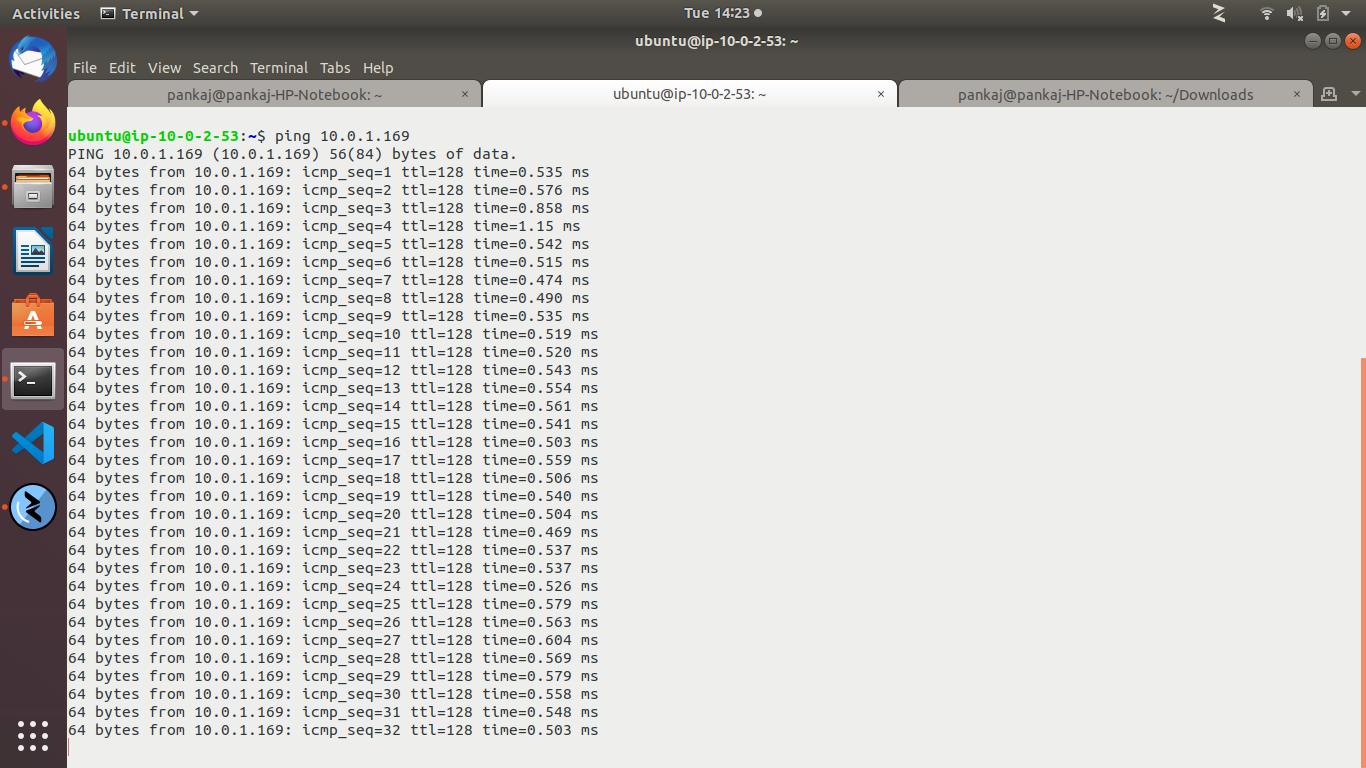 Activities Terminal Tue 14:23
ubuntu@ip-10-0-2-53: ~
File Edit View Search Terminal Tabs Help
pankaj@pankaj-HP-Notebook: ~ × ubuntu@ip-10-0-2-53: ~ × pankaj@pankaj-HP-Notebook: ~/Downloads ×
ubuntu@ip-10-0-2-53:~$ ping 10.0.1.169
PING 10.0.1.169 (10.0.1.169) 56(84) bytes of data.
64 bytes from 10.0.1.169: icmp_seq=1 ttl=128 time=0.535 ms
64 bytes from 10.0.1.169: icmp_seq=2 ttl=128 time=0.576 ms
64 bytes from 10.0.1.169: icmp_seq=3 ttl=128 time=0.858 ms
64 bytes from 10.0.1.169: icmp_seq=4 ttl=128 time=1.15 ms
64 bytes from 10.0.1.169: icmp_seq=5 ttl=128 time=0.542 ms
64 bytes from 10.0.1.169: icmp_seq=6 ttl=128 time=0.515 ms
64 bytes from 10.0.1.169: icmp_seq=7 ttl=128 time=0.474 ms
64 bytes from 10.0.1.169: icmp_seq=8 ttl=128 time=0.490 ms
64 bytes from 10.0.1.169: icmp_seq=9 ttl=128 time=0.535 ms
64 bytes from 10.0.1.169: icmp_seq=10 ttl=128 time=0.519 ms
64 bytes from 10.0.1.169: icmp_seq=11 ttl=128 time=0.520 ms
64 bytes from 10.0.1.169: icmp_seq=12 ttl=128 time=0.543 ms
64 bytes from 10.0.1.169: icmp_seq=13 ttl=128 time=0.554 ms
64 bytes from 10.0.1.169: icmp_seq=14 ttl=128 time=0.561 ms
64 bytes from 10.0.1.169: icmp_seq=15 ttl=128 time=0.541 ms
64 bytes from 10.0.1.169: icmp_seq=16 ttl=128 time=0.503 ms
64 bytes from 10.0.1.169: icmp_seq=17 ttl=128 time=0.559 ms
64 bytes from 10.0.1.169: icmp_seq=18 ttl=128 time=0.506 ms
64 bytes from 10.0.1.169: icmp_seq=19 ttl=128 time=0.540 ms
64 bytes from 10.0.1.169: icmp_seq=20 ttl=128 time=0.504 ms
64 bytes from 10.0.1.169: icmp_seq=21 ttl=128 time=0.469 ms
64 bytes from 10.0.1.169: icmp_seq=22 ttl=128 time=0.537 ms
64 bytes from 10.0.1.169: icmp_seq=23 ttl=128 time=0.537 ms
64 bytes from 10.0.1.169: icmp_seq=24 ttl=128 time=0.526 ms
64 bytes from 10.0.1.169: icmp_seq=25 ttl=128 time=0.579 ms
64 bytes from 10.0.1.169: icmp_seq=26 ttl=128 time=0.563 ms
64 bytes from 10.0.1.169: icmp_seq=27 ttl=128 time=0.604 ms
64 bytes from 10.0.1.169: icmp_seq=28 ttl=128 time=0.569 ms
64 bytes from 10.0.1.169: icmp_seq=29 ttl=128 time=0.579 ms
64 bytes from 10.0.1.169: icmp_seq=30 ttl=128 time=0.558 ms
64 bytes from 10.0.1.169: icmp_seq=31 ttl=128 time=0.548 ms
64 bytes from 10.0.1.169: icmp_seq=32 ttl=128 time=0.503 ms